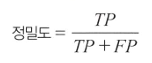 정밀도 = TP / TP + FP